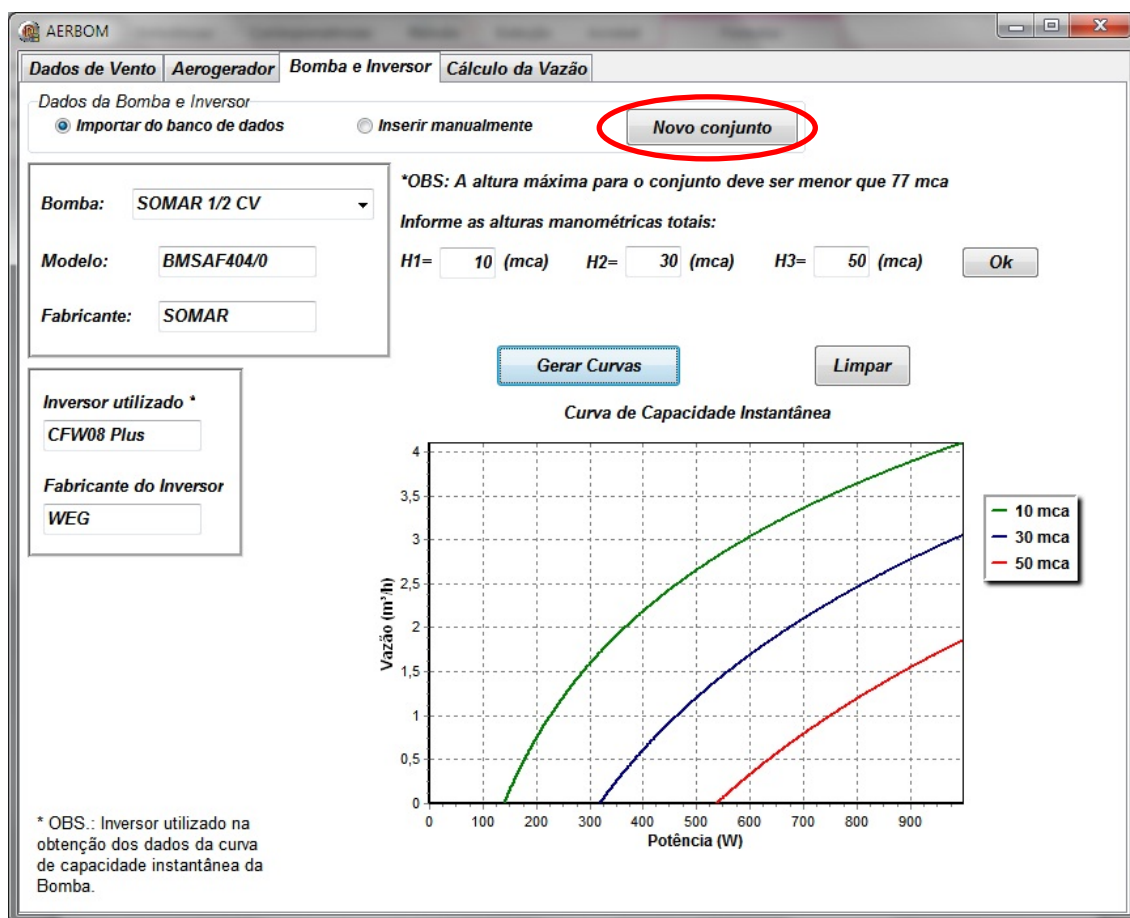 AERBOM
Dados de Vento Aerogerador Bomba e Inversor Cálculo da Vazão
Dados da Bomba e Inversor
Importar do banco de dados Inserir manualmente Novo conjunto
*OBS: A altura máxima para o conjunto deve ser menor que 77 mca
Bomba: SOMAR 1/2 CV
Informe as alturas manométricas totais:
Modelo: BMSAF404/0
H1= 10 (mca) H2= 30 (mca) H3= 50 (mca) Ok
Fabricante: SOMAR
Gerar Curvas Limpar
Inversor utilizado *
CFW08 Plus
Fabricante do Inversor
WEG
Curva de Capacidade Instantânea
4
3,5
3
2,5
2
1,5
1
0,5
0
Vazão (m³/h)
0 100 200 300 400 500 600 700 800 900
Potência (W)
10 mca
30 mca
50 mca
* OBS.: Inversor utilizado na
obtenção dos dados da curva
de capacidade instantânea da
Bomba.